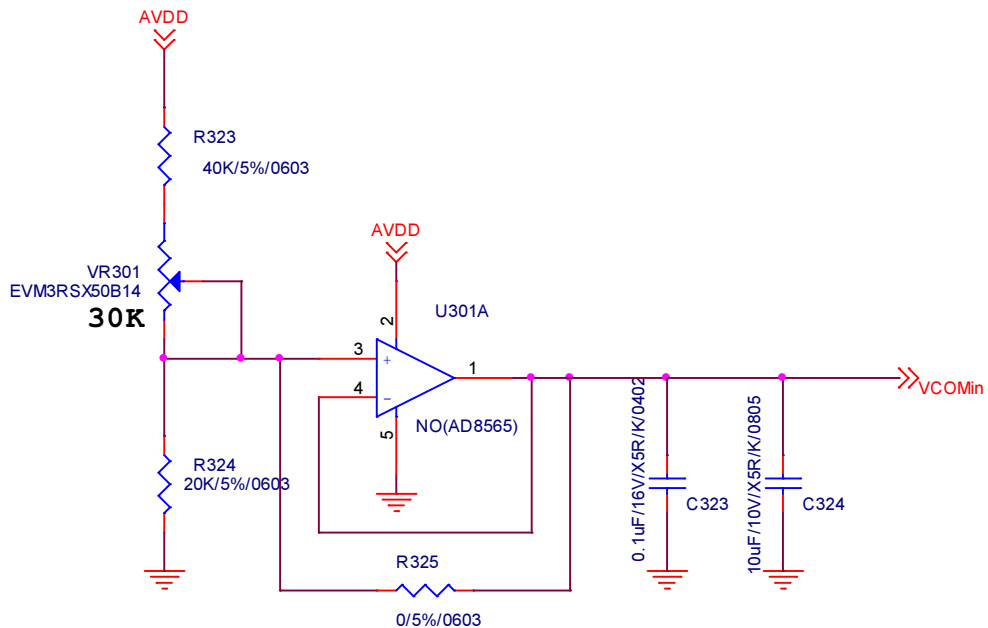 AVDD
R323
40K/5%/0603
AVDD
VR301
EVM3RSX50B14
30K
U301A
2
3
+
1
4
-
5
NO(AD8565)
VCOMin
R324
20K/5%/0603
0.1uF/16V/X5R/K/0402
C323
10uF/10V/X5R/K/0805
C324
R325
0/5%/0603